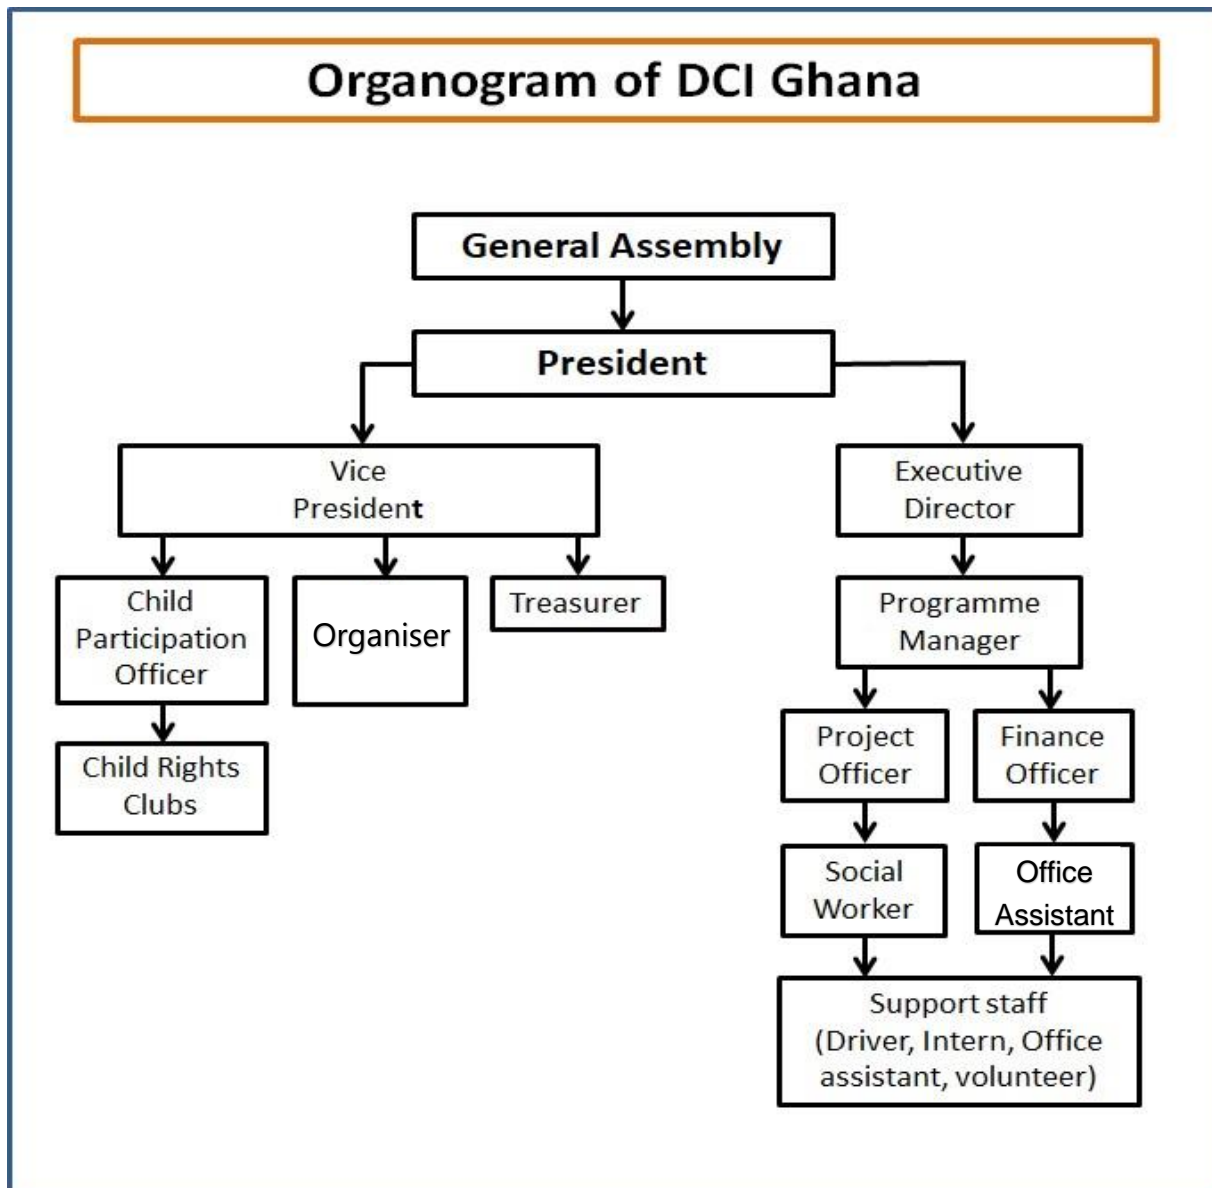 Organogram of DCI Ghana
General Assembly
President
Vice
President
Executive
Director
Child
Participation
Officer
Organiser
Treasurer
Programme
Manager
Child Rights
Clubs
Project
Officer
Finance
Officer
Social
Worker
Office
Assistant
Support staff
(Driver, Intern, Office
assistant, volunteer)